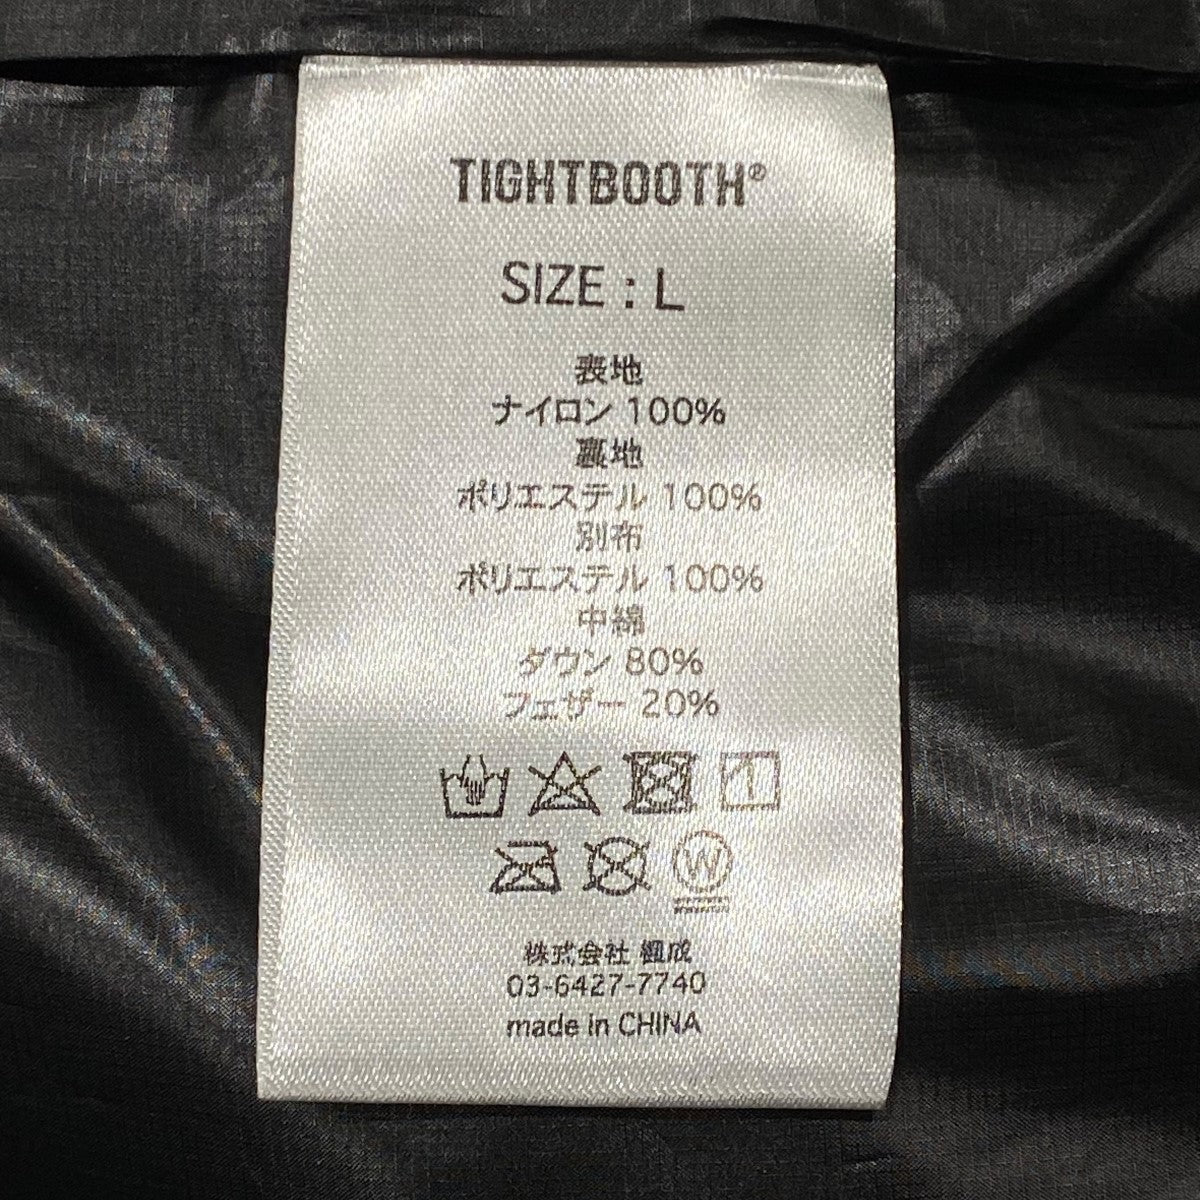 TIGHTBOOTH®
SIZE : L
表地
ナイロン 100%
裏地
ポリエステル 100%
別布
ポリエステル 100%
中綿
ダウン 80%
フェザー 20%
W
株式会社
03-6427-7740
made in CHINA